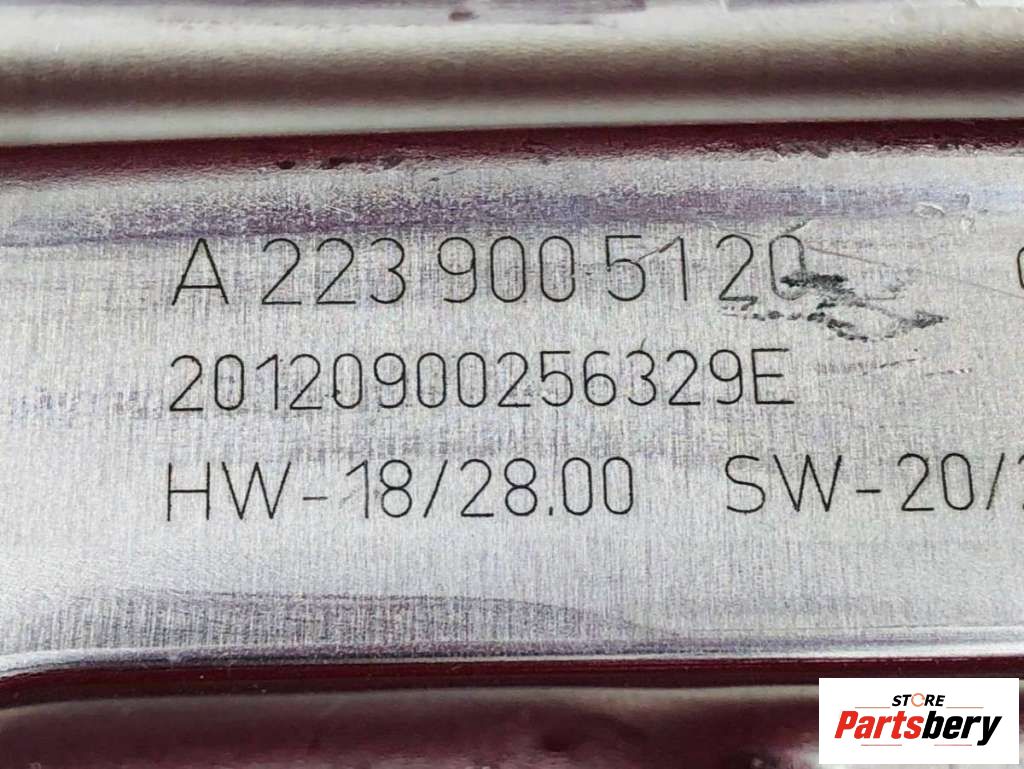 A 223 900 51 20
20120900256329E
HW-18/28.00 SW-20/
STORE
Partsbery